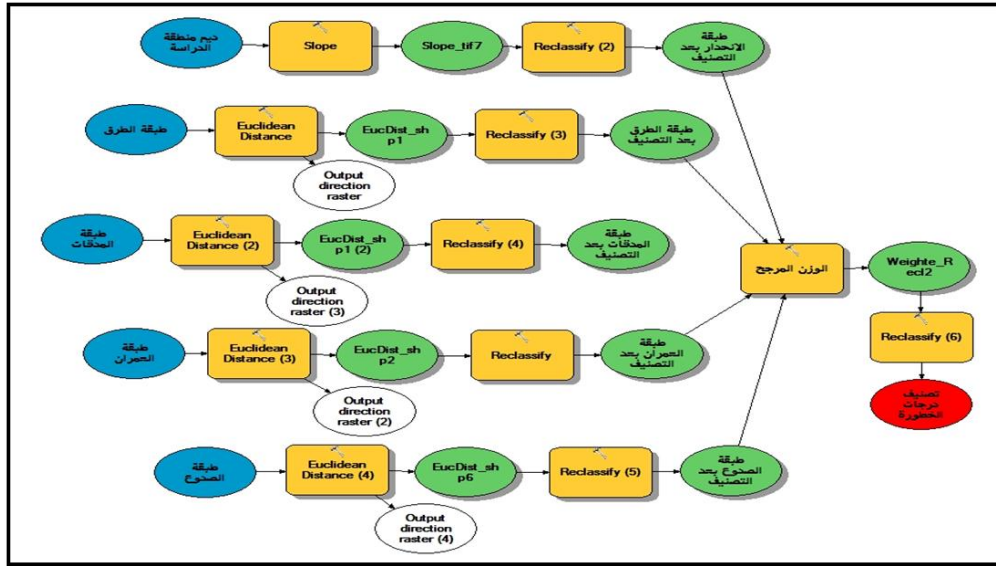 ديم منطقة
الدراسة
Slope
Slope_tif7
Reclassify (2)
طبقة
الانحدار بعد
التصنيف
طبقة الطرق
Euclidean
Distance
EucDist_sh
p1
Reclassify (3)
طبقة الطرق
بعد التصنيف
Output
direction
raster
طبقة
المدقات
Euclidean
Distance (2)
EucDist_sh
p1 (2)
Reclassify (4)
طبقة
المدقات بعد
التصنيف
Output
direction
raster (3)
الوزن المرجح
Weighte_R
ecl2
طبقة
العمران
Euclidean
Distance (3)
EucDist_sh
p2
Reclassify
طبقة
العمران بعد
التصنيف
Output
direction
raster (2)
Reclassify
(6)
تصنيف
درجات
الخطورة
طبقة
الصدوع
Euclidean
Distance (4)
EucDist_sh
p6
Reclassify (5)
طبقة
الصدوع بعد
التصنيف
Output
direction
raster (4)